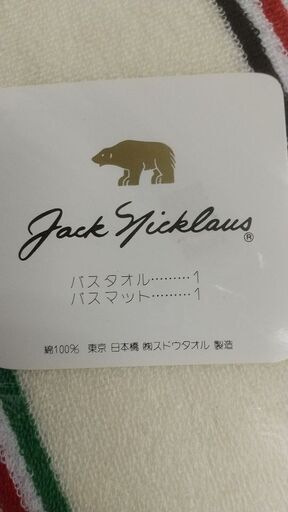 Jack Nicklaus®
バスタオル………1
バスマット………1
綿100% 東京 日本橋 ㈱スドウタオル 製造